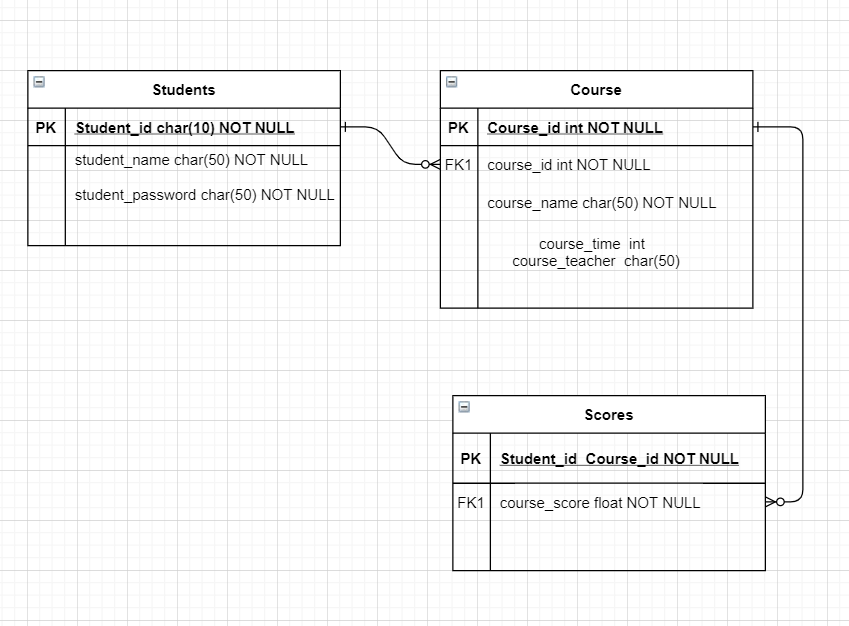 Students
PK Student_id char(10) NOT NULL
student_name char(50) NOT NULL
student_password char(50) NOT NULL
Course
PK Course_id int NOT NULL
FK1 course_id int NOT NULL
course_name char(50) NOT NULL
course_time int
course_teacher char(50)
Scores
PK Student_id Course_id NOT NULL
FK1 course_score float NOT NULL